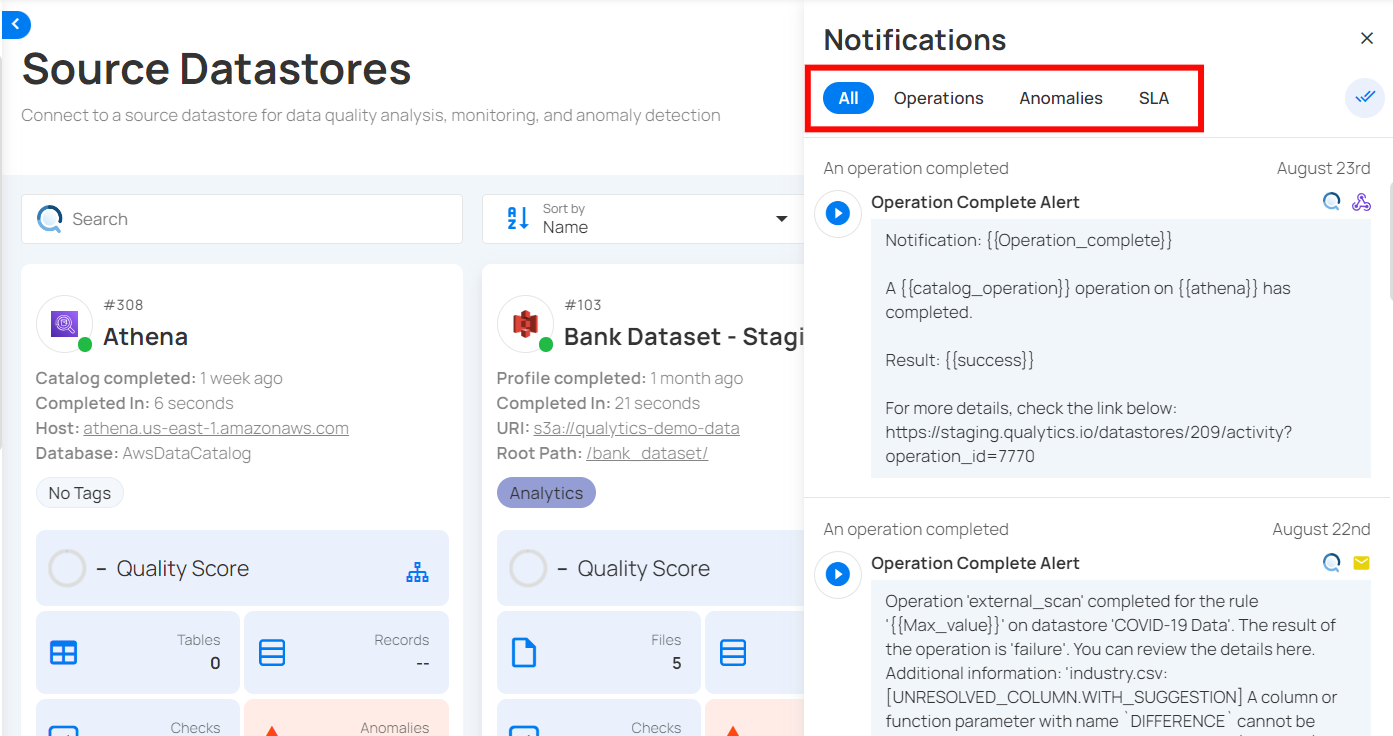 Source Datastores
Connect to a source datastore for data quality analysis, monitoring, and anomaly detection
Search
Sort by
Name
#308
Athena
Catalog completed: 1 week ago
Completed In: 6 seconds
Host: athena.us-east-1.amazonaws.com
Database: AwsDataCatalog
No Tags
– Quality Score
Tables
0
Records
--
Checks
Anomalies
#103
Bank Dataset - Stagi
Profile completed: 1 month ago
Completed In: 21 seconds
URI: s3a://qualytics-demo-data
Root Path: /bank_dataset/
Analytics
– Quality Score
Files
5
Checks
Notifications
All Operations Anomalies SLA
An operation completed August 23rd
Operation Complete Alert
Notification: {{Operation_complete}}
A {{catalog_operation}} operation on {{athena}} has
completed.
Result: {{success}}
For more details, check the link below:
https://staging.qualytics.io/datastores/209/activity?
operation_id=7770
An operation completed August 22nd
Operation Complete Alert
Operation 'external_scan' completed for the rule
'{{Max_value}}' on datastore 'COVID-19 Data'. The result of
the operation is 'failure'. You can review the details here.
Additional information: 'industry.csv:
[UNRESOLVED_COLUMN.WITH_SUGGESTION] A column or
function parameter with name `DIFFERENCE` cannot be